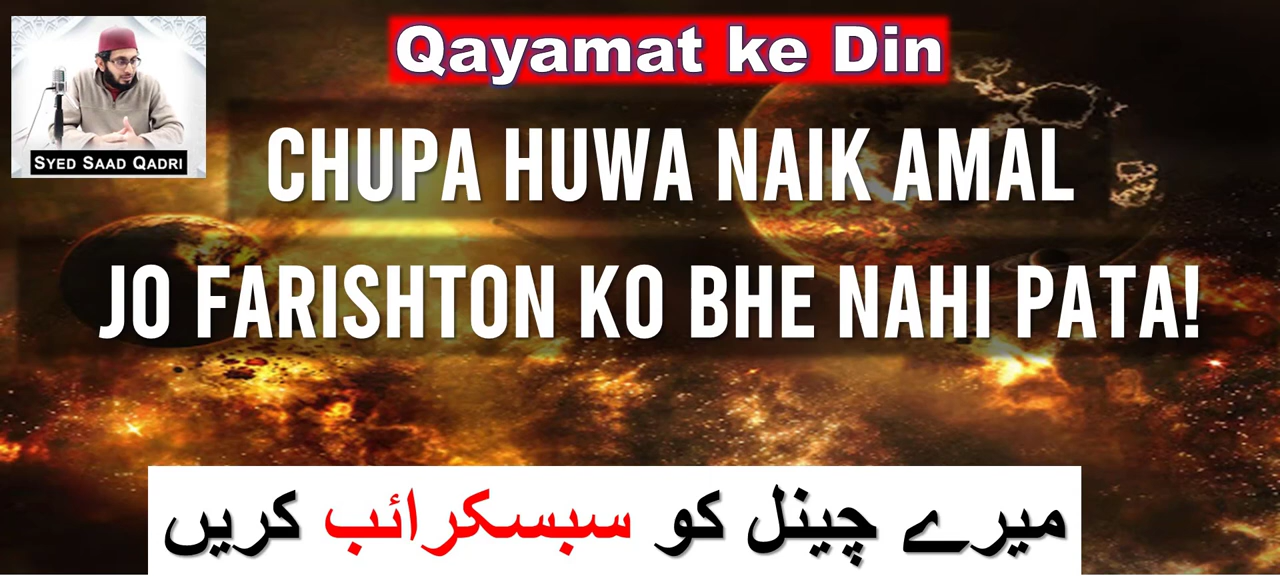 Qayamat ke Din
SYED SAAD QADRI
CHUPA HUWA NAIK AMAL
JO FARISHTON KO BHE NAHI PATA!
میرے چینل کو سبسکرائب کریں